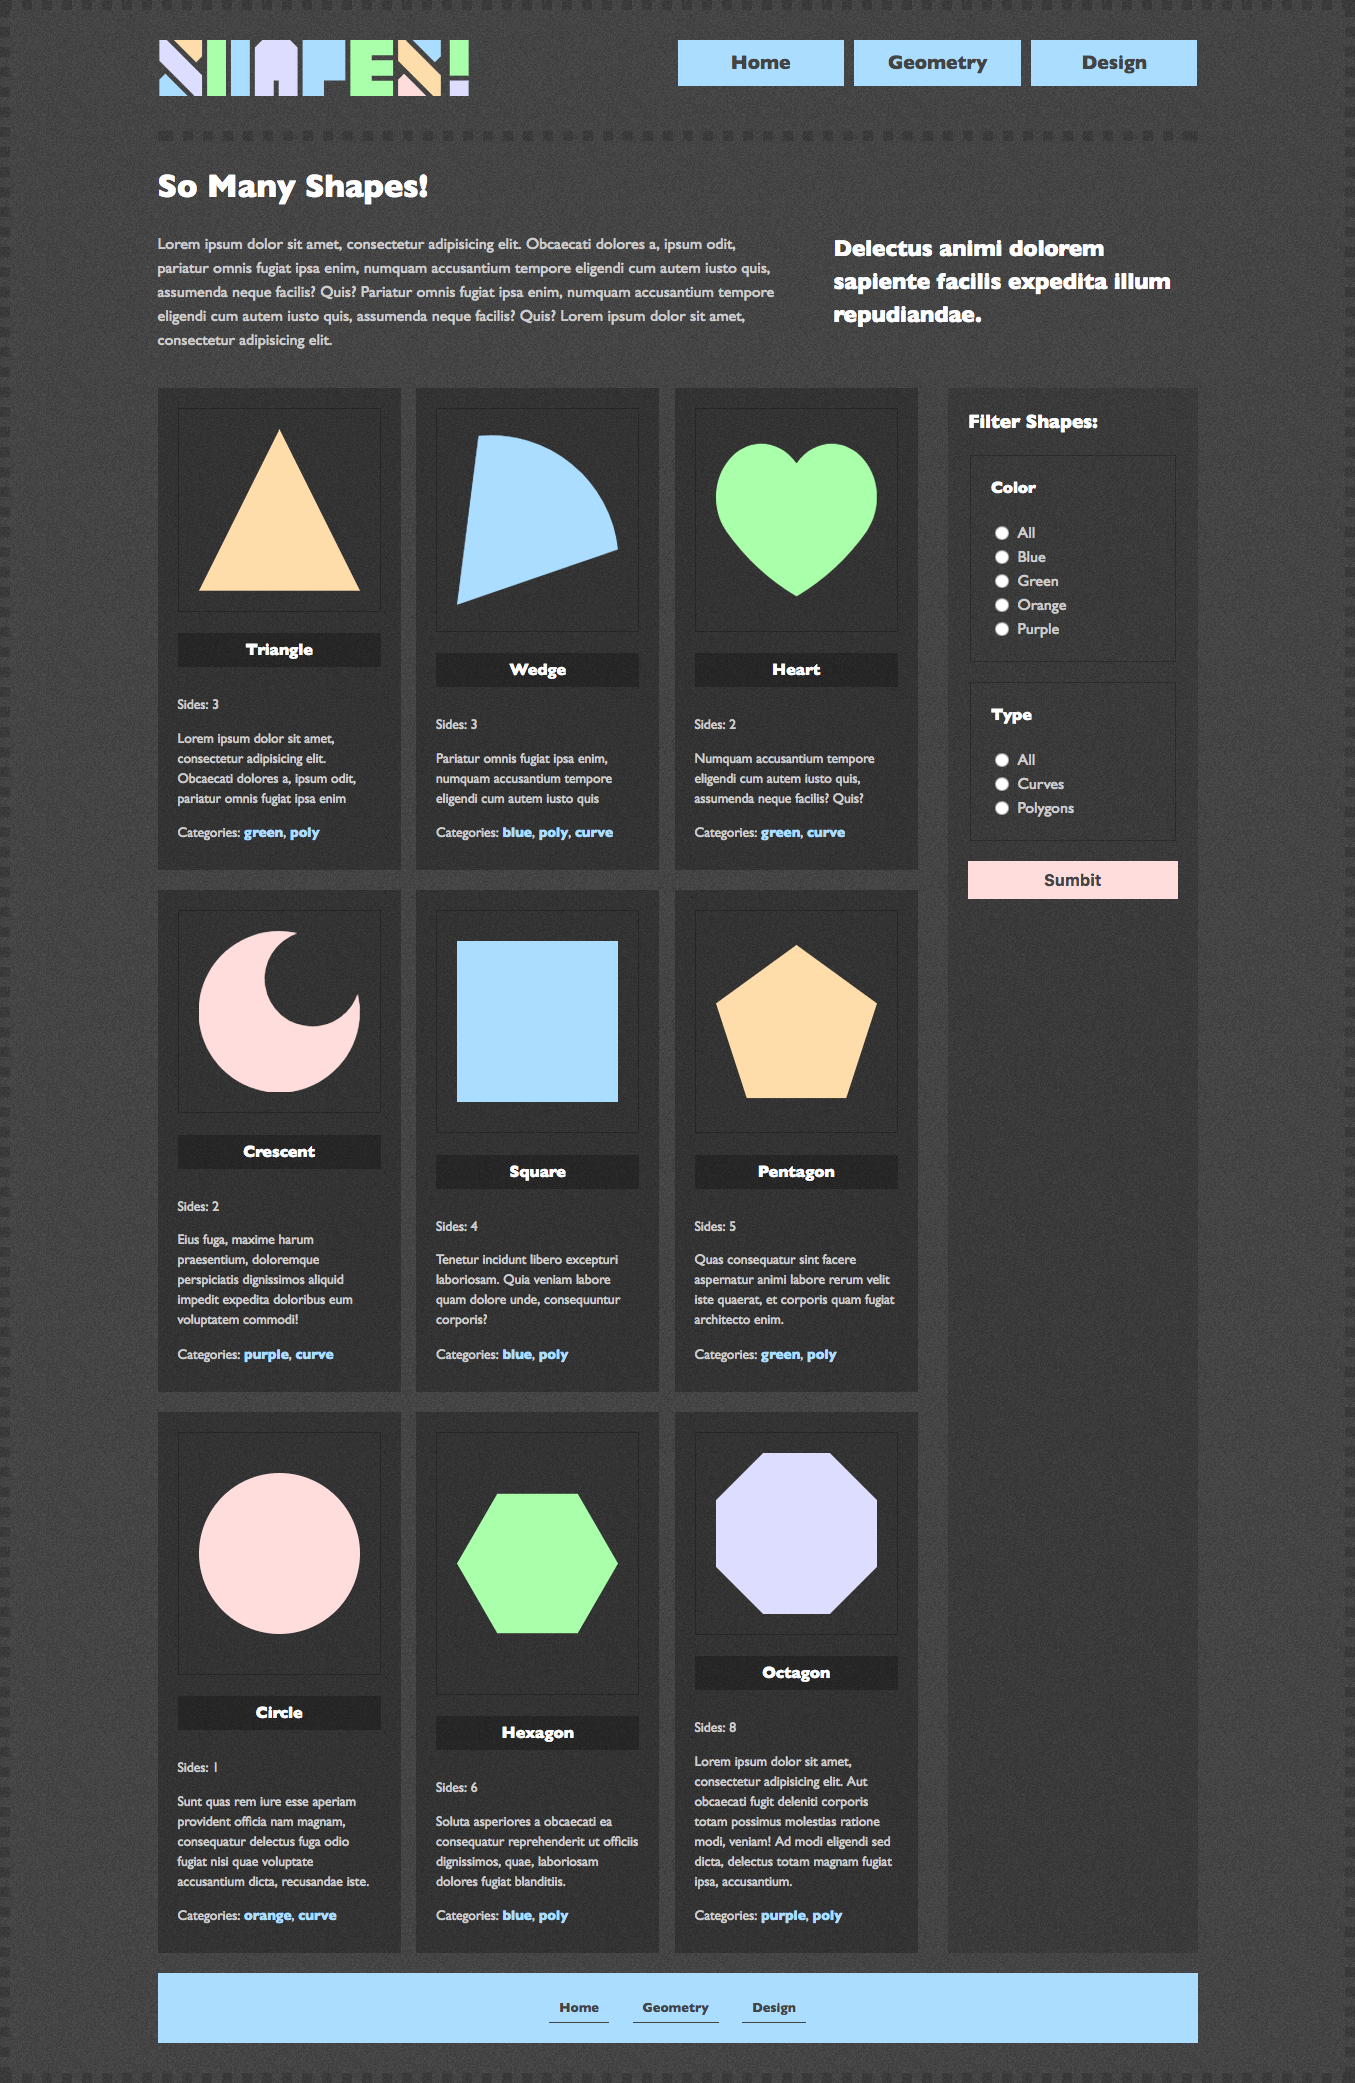 SHAPES!
Home
Geometry
Design
So Many Shapes!
Lorem ipsum dolor sit amet, consectetur adipisicing elit. Obcaecati dolores a, ipsum odit,
pariatur omnis fugiat ipsa enim, numquam accusantium tempore eligendi cum autem iusto quis,
assumenda neque facilis? Quis? Pariatur omnis fugiat ipsa enim, numquam accusantium tempore
eligendi cum autem iusto quis, assumenda neque facilis? Quis? Lorem ipsum dolor sit amet,
consectetur adipisicing elit.
Delectus animi dolorem
sapiente facilis expedita illum
repudiandae.
Triangle
Sides: 3
Lorem ipsum dolor sit amet,
consectetur adipisicing elit.
Obcaecati dolores a, ipsum odit,
pariatur omnis fugiat ipsa enim
Categories: green, poly
Wedge
Sides: 3
Pariatur omnis fugiat ipsa enim,
numquam accusantium tempore
eligendi cum autem iusto quis
Categories: blue, poly, curve
Heart
Sides: 2
Numquam accusantium tempore
eligendi cum autem iusto quis,
assumenda neque facilis? Quis?
Categories: green, curve
Filter Shapes:
Color
All
Blue
Green
Orange
Purple
Type
All
Curves
Polygons
Sumbit
Crescent
Sides: 2
Eius fuga, maxime harum
praesentium, doloremque
perspiciatis dignissimos aliquid
impedit expedita doloribus eum
voluptatem commodi!
Categories: purple, curve
Square
Sides: 4
Tenetur incidunt libero excepturi
laboriosam. Quia veniam labore
quam dolore unde, consequuntur
corporis?
Categories: blue, poly
Pentagon
Sides: 5
Quas consequatur sint facere
aspernatur animi labore rerum velit
iste quaerat, et corporis quam fugiat
architecto enim.
Categories: green, poly
Circle
Sides: 1
Sunt quas rem iure esse aperiam
provident officia nam magnam,
consequatur delectus fuga odio
fugiat nisi quae voluptate
accusantium dicta, recusandae iste.
Categories: orange, curve
Hexagon
Sides: 6
Soluta asperiores a obcaecati ea
consequatur reprehenderit ut officiis
dignissimos, quae, laboriosam
dolores fugiat blanditiis.
Categories: blue, poly
Octagon
Sides: 8
Lorem ipsum dolor sit amet,
consectetur adipisicing elit. Aut
obcaecati fugit deleniti corporis
totam possimus molestias ratione
modi, veniam! Ad modi eligendi sed
dicta, delectus totam magnam fugiat
ipsa, accusantium.
Categories: purple, poly
Home
Geometry
Design